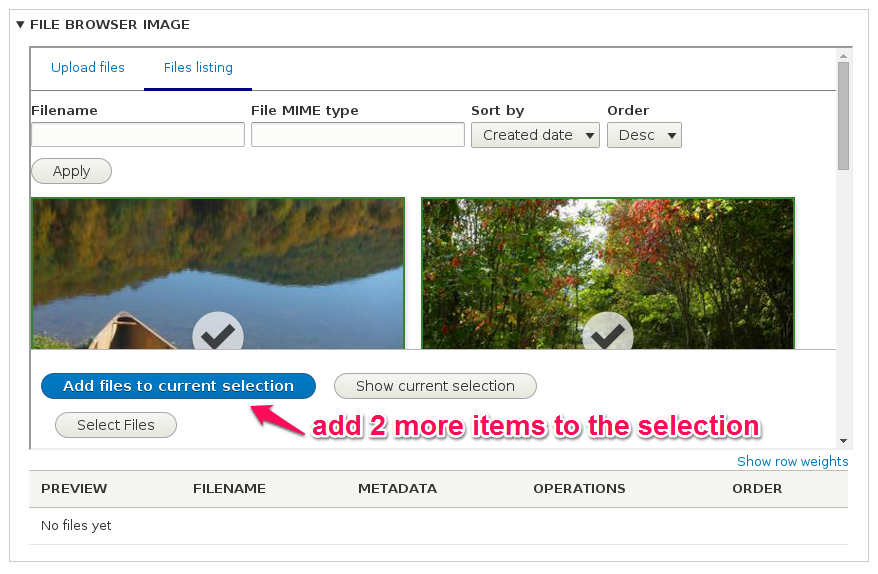 FILE BROWSER IMAGE
Upload files Files listing
Filename File MIME type Sort by Order
Created date Desc
Apply
Add files to current selection Show current selection
add 2 more items to the selection
Select Files
Show row weights
PREVIEW FILENAME METADATA OPERATIONS ORDER
No files yet